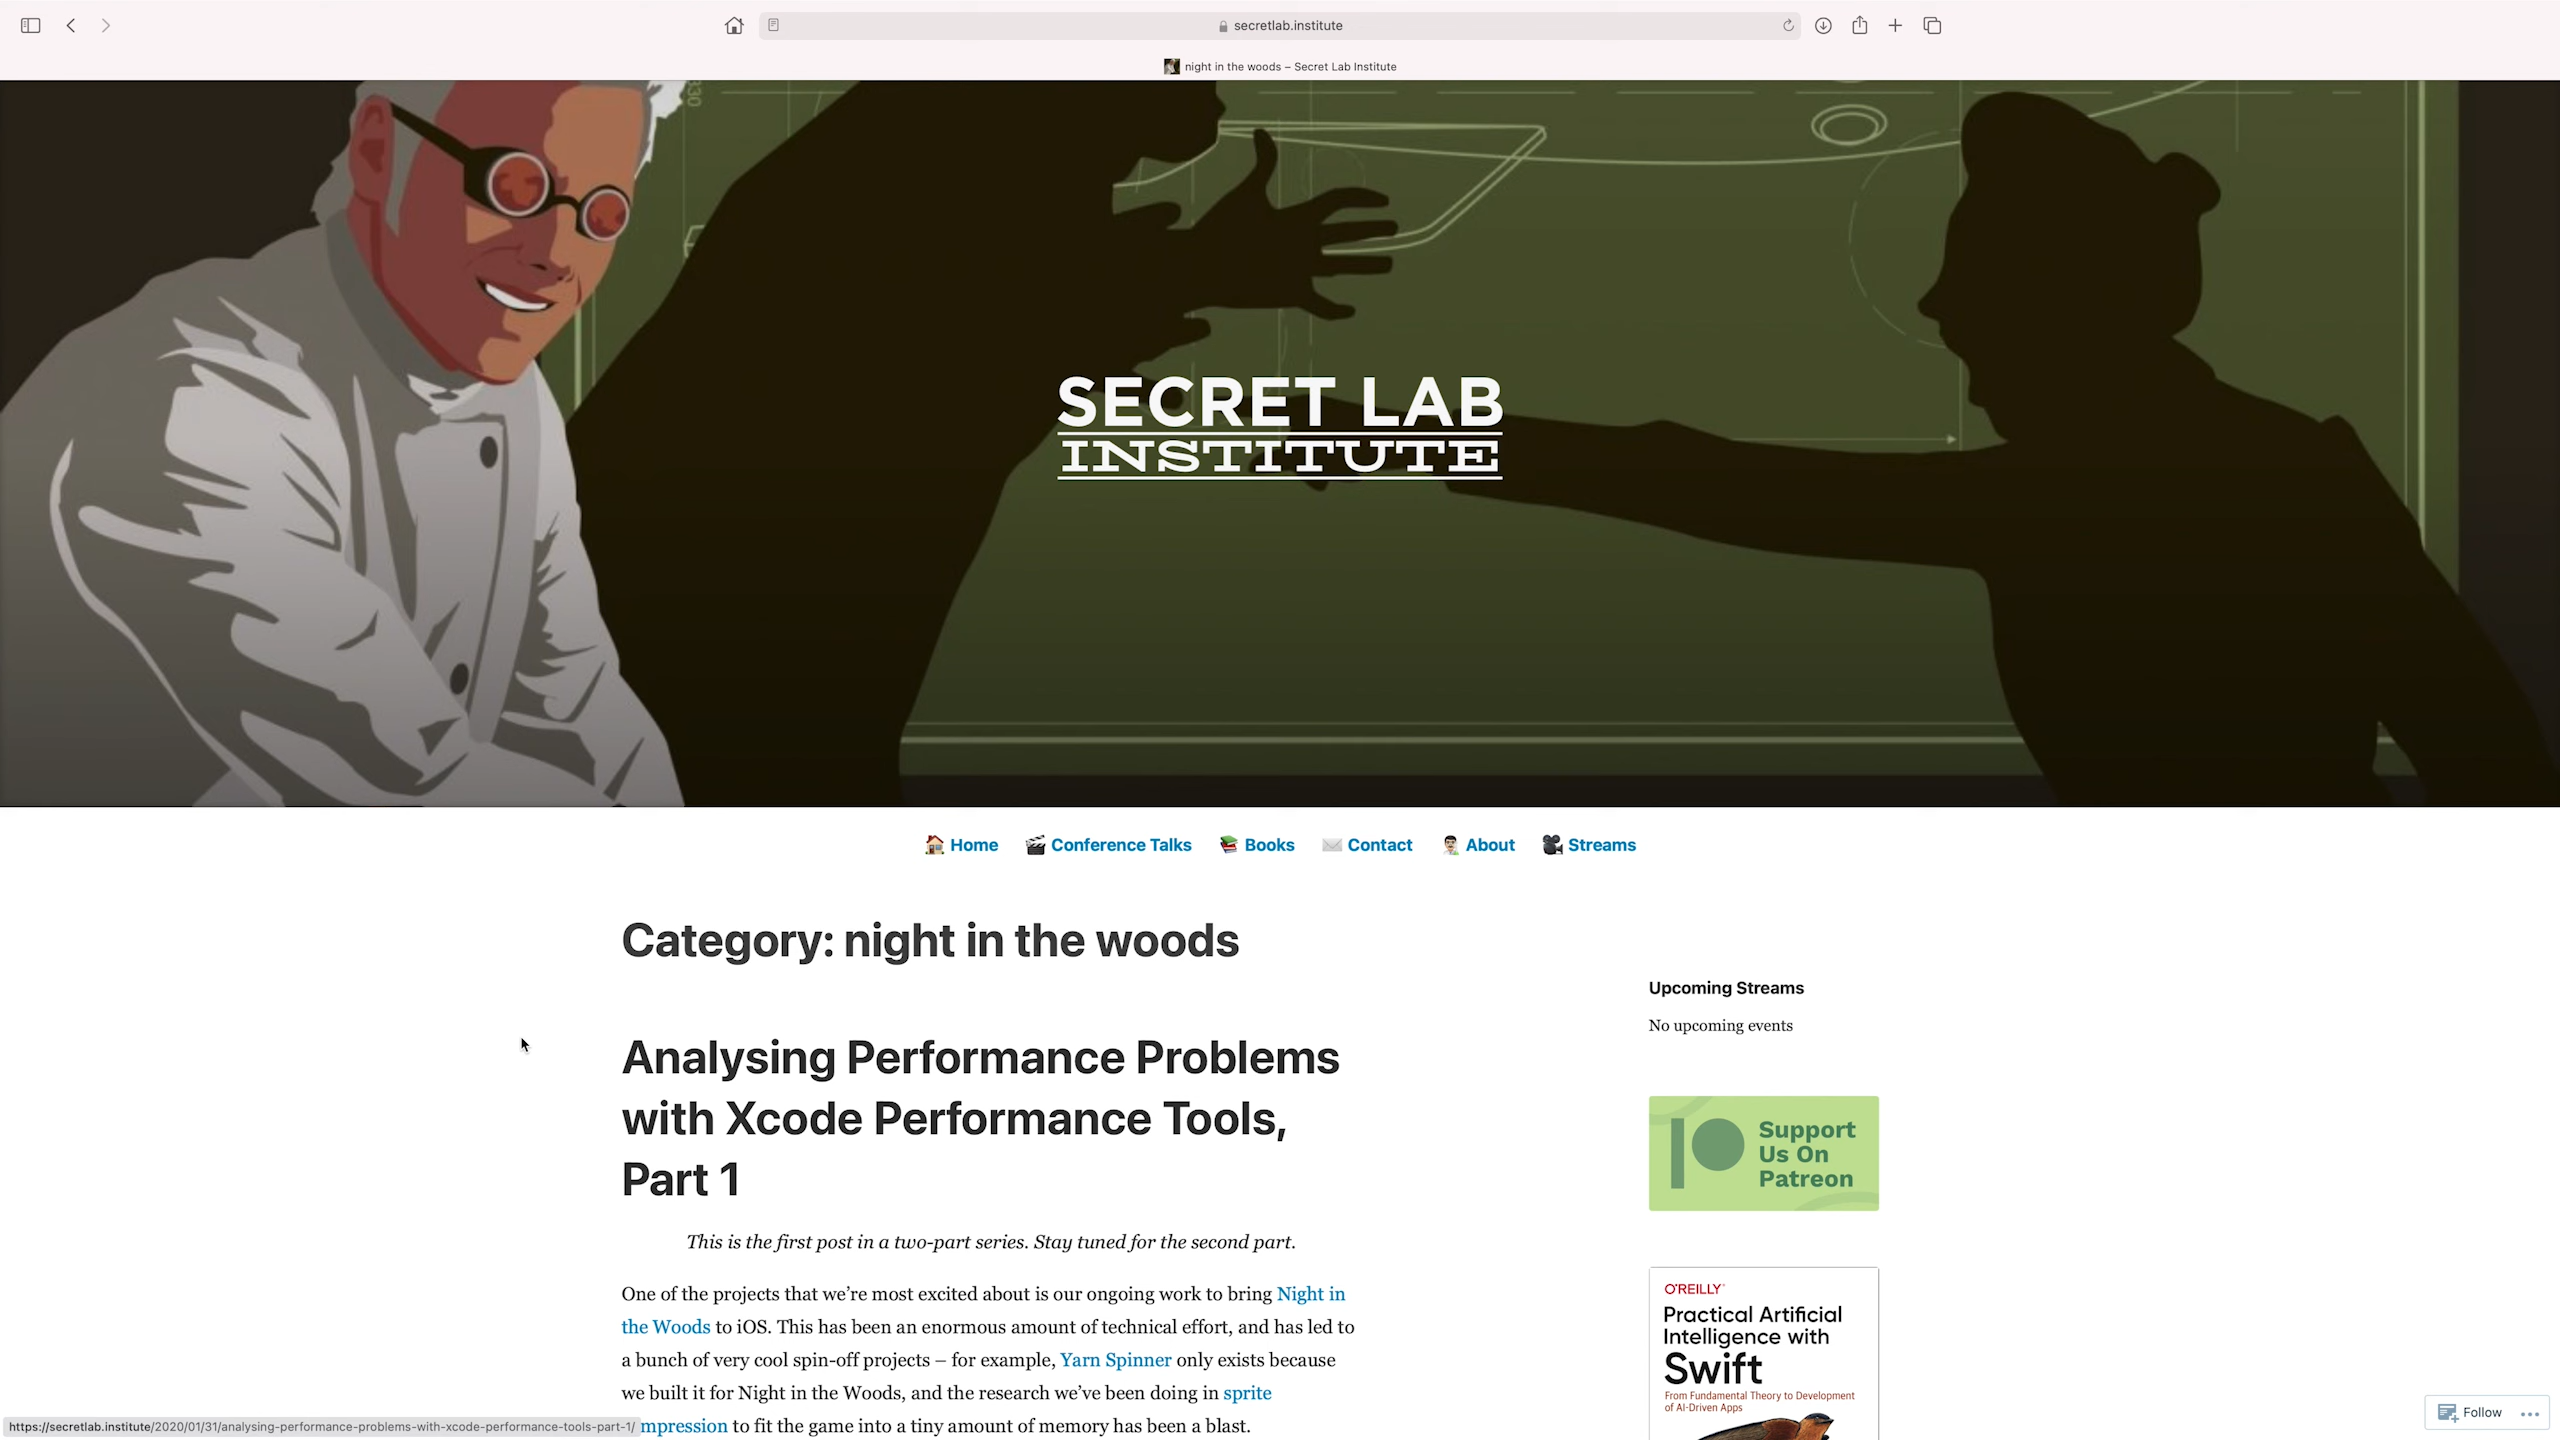 secretlab.institute
night in the woods – Secret Lab Institute
330
SECRET LAB
INSTITUTE
Home Conference Talks Books Contact About Streams
Category: night in the woods
Analysing Performance Problems
with Xcode Performance Tools,
Part 1
This is the first post in a two-part series. Stay tuned for the second part.
One of the projects that we’re most excited about is our ongoing work to bring Night in
the Woods to iOS. This has been an enormous amount of technical effort, and has led to
a bunch of very cool spin-off projects – for example, Yarn Spinner only exists because
we built it for Night in the Woods, and the research we’ve been doing in sprite
mpression to fit the game into a tiny amount of memory has been a blast.
Upcoming Streams
No upcoming events
Support
Us On
Patreon
O'REILLY
Practical Artificial
Intelligence with
Swift
From Fundamental Theory to Development
of AI-Driven Apps
Follow
https://secretlab.institute/2020/01/31/analysing-performance-problems-with-xcode-performance-tools-part-1/